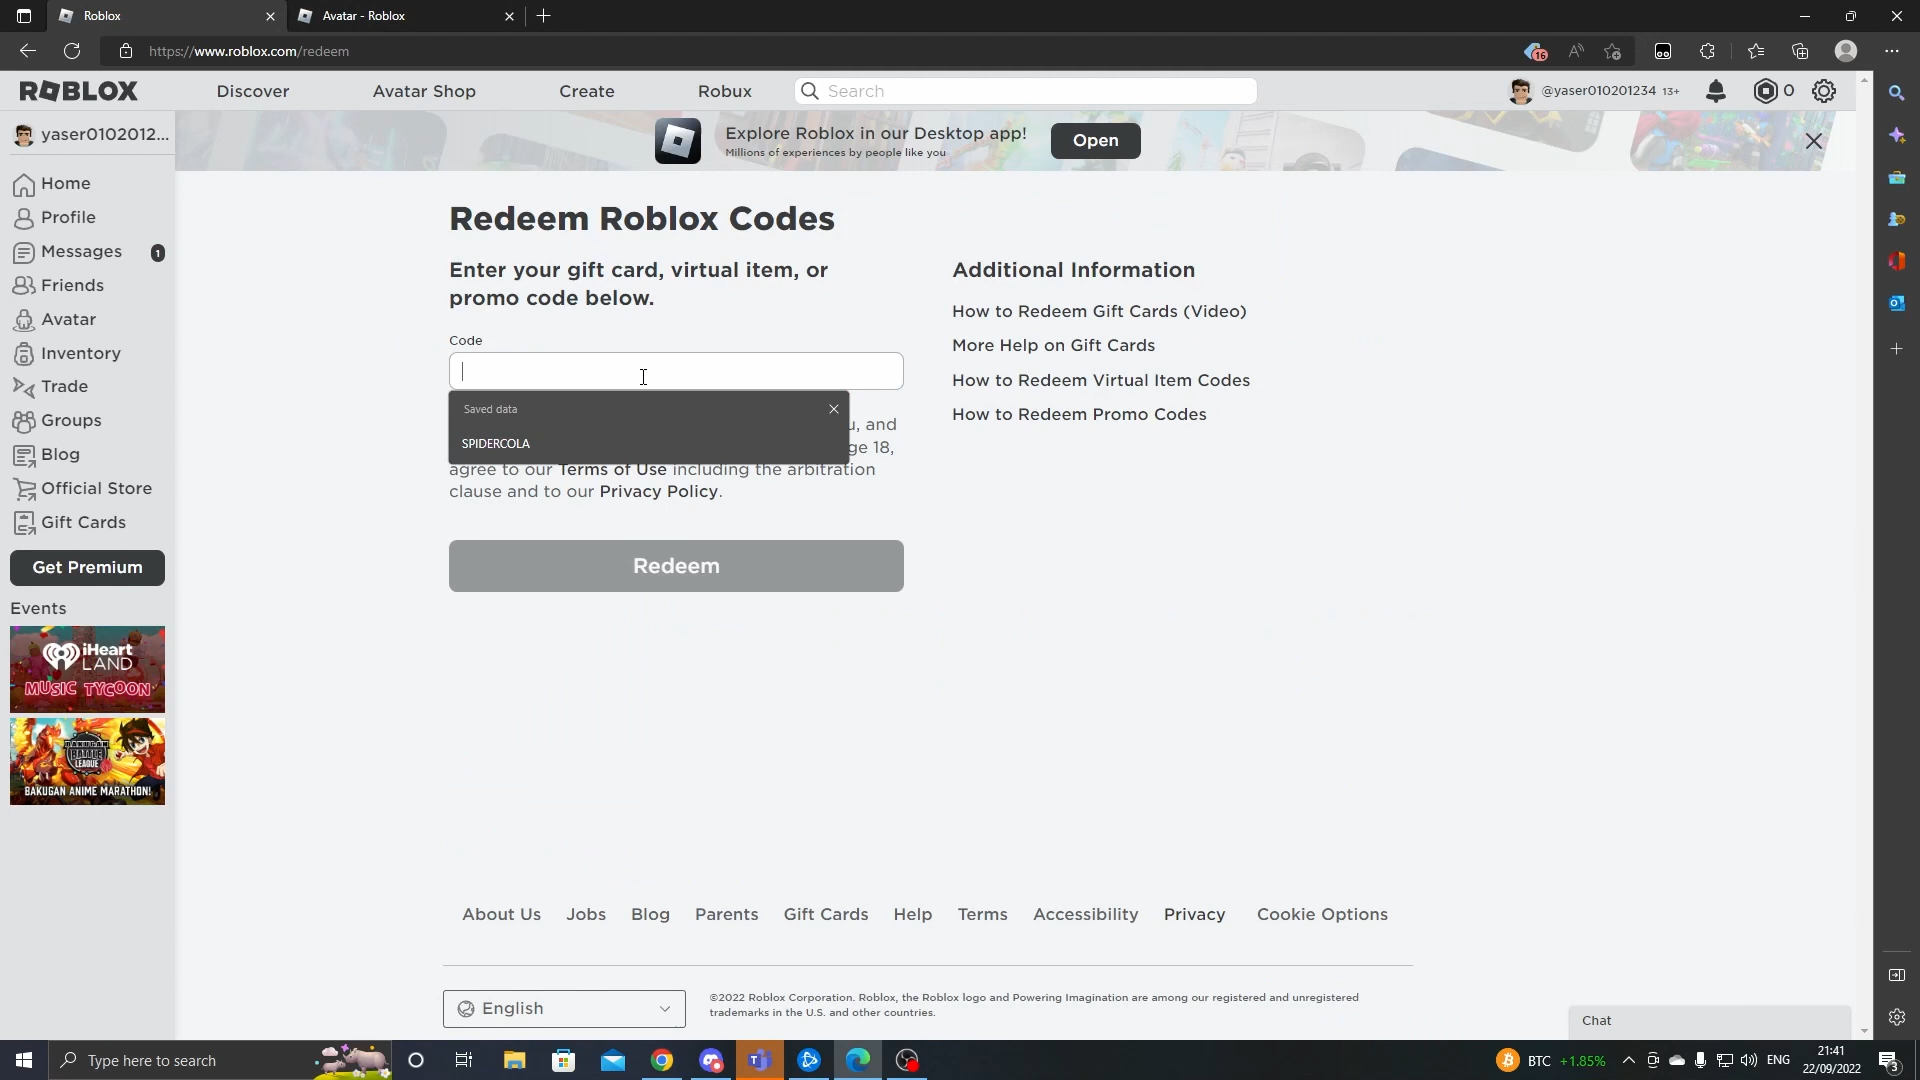 Roblox
Avatar - Roblox
https://www.roblox.com/redeem
16
ROBLOX
Discover
Avatar Shop
Create
Robux
Search
@yaser010201234 13+
0
yaser0102012...
Explore Roblox in our Desktop app!
Millions of experiences by people like you
Open
Home
Profile
Messages
1
Friends
Avatar
Inventory
Trade
Groups
Blog
Official Store
Gift Cards
Get Premium
Events
iHeart
LAND
MUSIC TYCOON
BAKUGAN
BATTLE
LEAGUE
BAKUGAN ANIME MARATHON!
Redeem Roblox Codes
Enter your gift card, virtual item, or
promo code below.
Code
Saved data
SPIDERCOLA
u, and
ge 18,
agree to our Terms of Use including the arbitration
clause and to our Privacy Policy.
Redeem
Additional Information
How to Redeem Gift Cards (Video)
More Help on Gift Cards
How to Redeem Virtual Item Codes
How to Redeem Promo Codes
About Us
Jobs
Blog
Parents
Gift Cards
Help
Terms
Accessibility
Privacy
Cookie Options
English
©2022 Roblox Corporation. Roblox, the Roblox logo and Powering Imagination are among our registered and unregistered
trademarks in the U.S. and other countries.
Chat
Type here to search
BTC +1.85%
ENG
21:41
22/09/2022
3